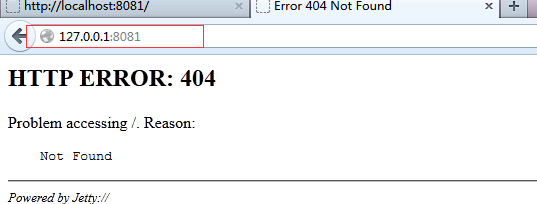 http://localhost:8081/
Error 404 Not Found
127.0.0.1:8081
HTTP ERROR: 404
Problem accessing /. Reason:
Not Found
Powered by Jetty://